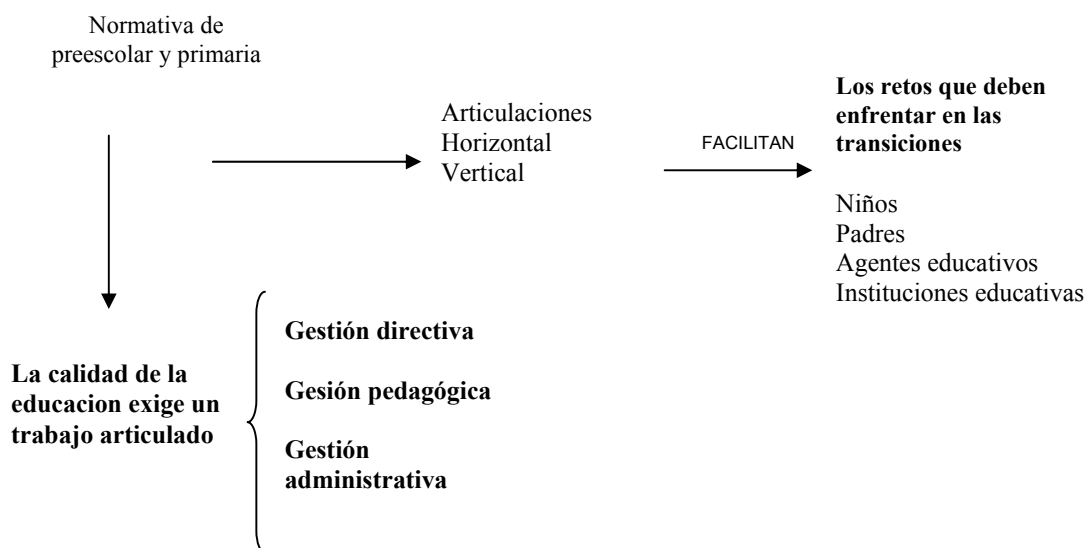 Normativa de
preescolar y primaria
Articulaciones
Horizontal
Vertical
FACILITAN
Los retos que deben
enfrentar en las
transiciones
Niños
Padres
Agentes educativos
Instituciones educativas
La calidad de la
educacion exige un
trabajo articulado
Gestión directiva
Gesión pedagógica
Gestión
administrativa